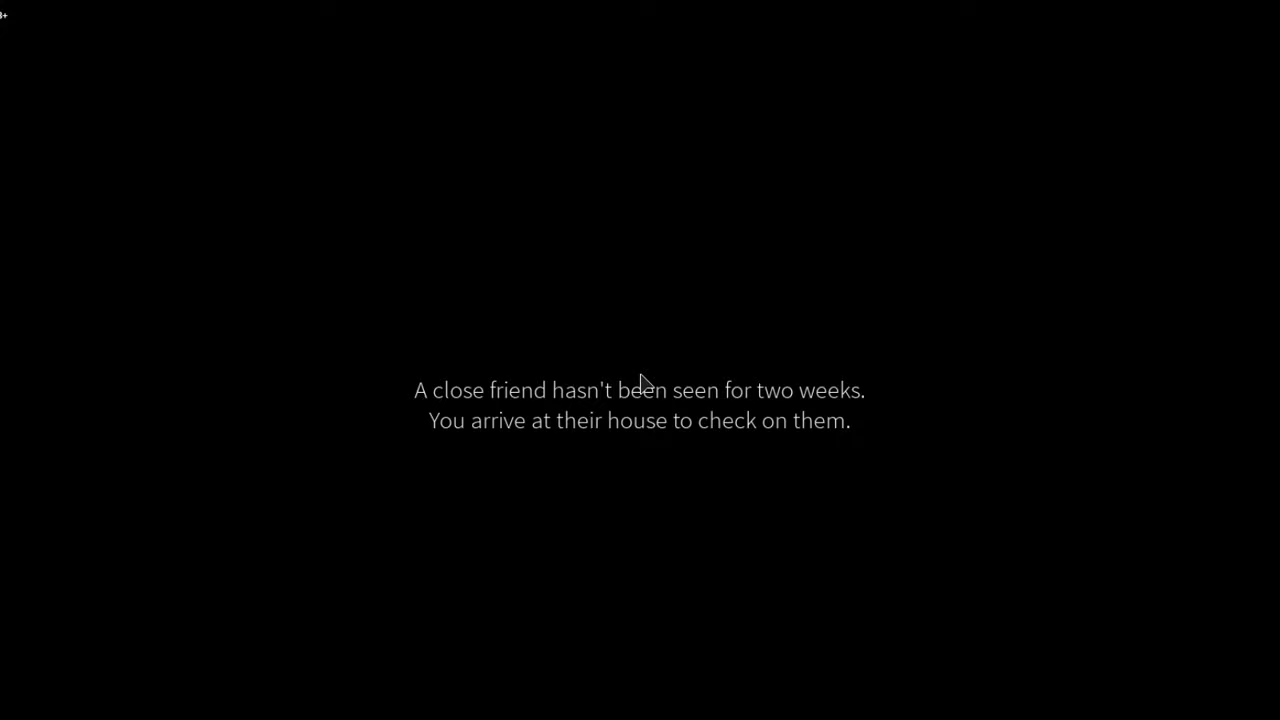 A close friend hasn't been seen for two weeks.
You arrive at their house to check on them.